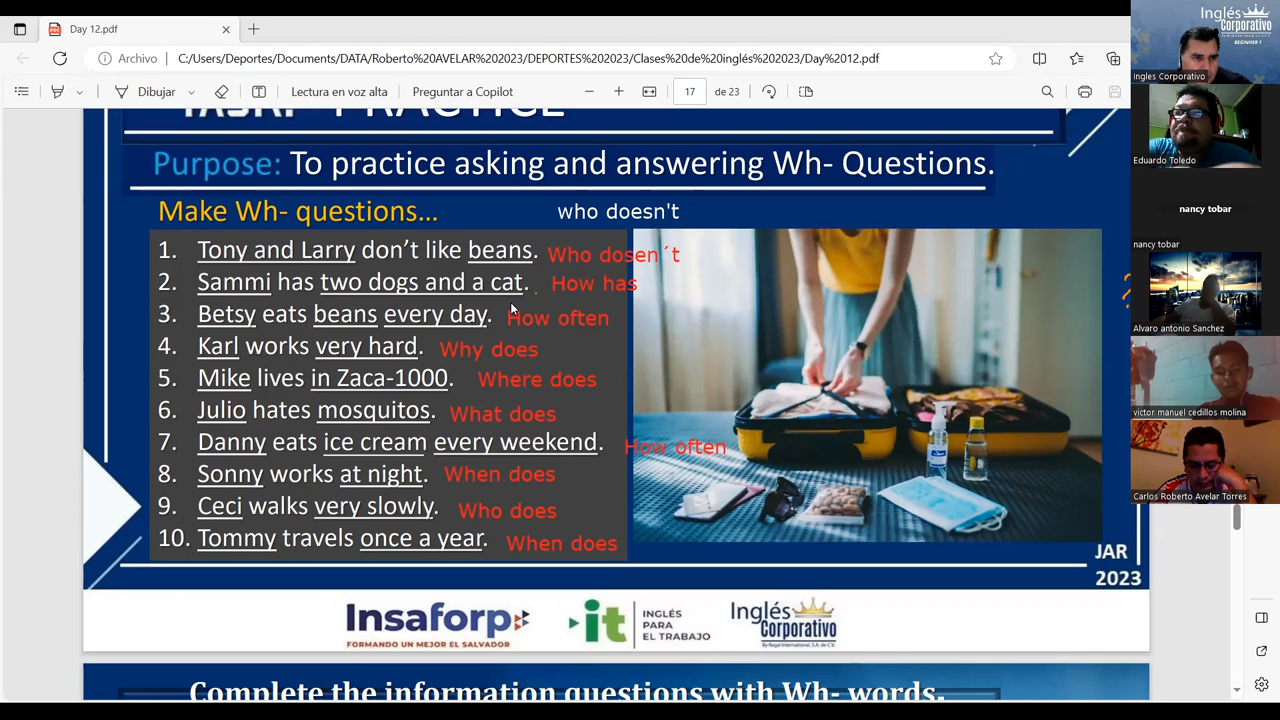 Day 12.pdf
Archivo
C:/Users/Deportes/Documents/DATA/Roberto%20AVELAR%202023/DEPORTES%202023/Clases%20de%20inglés%202023/Day%2012.pdf
Dibujar
Lectura en voz alta
Preguntar a Copilot
17
de 23
TASK: PRACTICE
Purpose: To practice asking and answering Wh- Questions.
Make Wh- questions…
who doesn't
1. Tony and Larry don't like beans. Who dosen´t
2. Sammi has two dogs and a cat. How has
3. Betsy eats beans every day. How often
4. Karl works very hard. Why does
5. Mike lives in Zaca-1000. Where does
6. Julio hates mosquitos. What does
7. Danny eats ice cream every weekend. How often
8. Sonny works at night. When does
9. Ceci walks very slowly. Who does
10. Tommy travels once a year. When does
JAR
2023
Insaforp
FORMANDO UN MEJOR EL SALVADOR
it
INGLÉS
PARA
EL TRABAJO
Inglés
Corporativo
By Regal International, S.A. de C.V.
Complete the information questions with Wh- words.
Inglés
Corporativo
BEGINNER 1
Ingles Corporativo
Eduardo Toledo
nancy tobar
nancy tobar
Alvaro antonio Sanchez
victor manuel cedillos molina
Carlos Roberto Avelar Torres